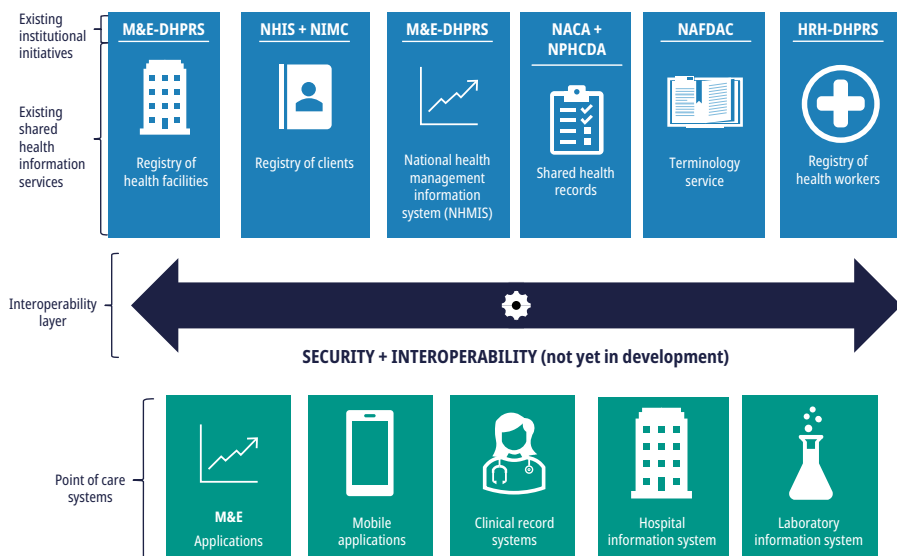 Existing
institutional
initiatives
M&E-DHPRS
NHIS + NIMC
M&E-DHPRS
NACA +
NPHCDA
NAFDAC
HRH-DHPRS
Existing
shared
health
information
services
Registry of
health facilities
Registry of clients
National health
management
information
system (NHMIS)
Shared health
records
Terminology
service
Registry of
health workers
Interoperability
layer
SECURITY + INTEROPERABILITY (not yet in development)
Point of care
systems
M&E
Applications
Mobile
applications
Clinical record
systems
Hospital
information system
Laboratory
information system